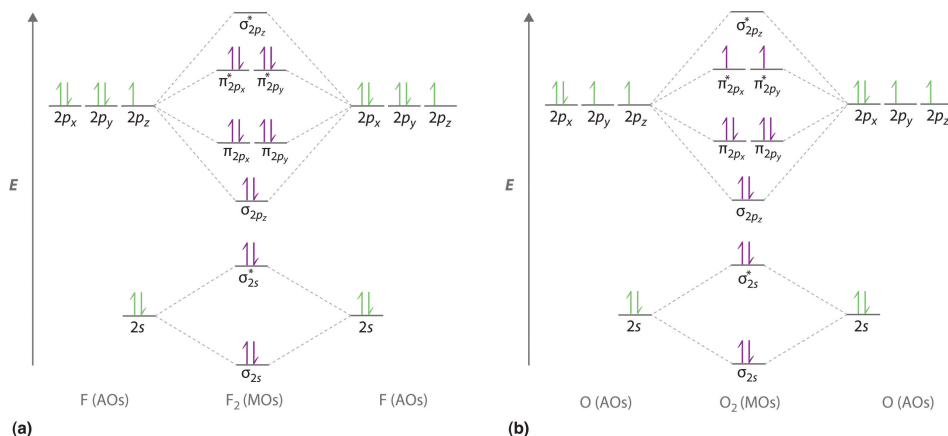 σ*2pz
π*2px π*2py
2px 2py 2pz
2px 2py 2pz
π2px π2py
σ2pz
σ*2s
2s
2s
σ2s
E
F (AOs) F2 (MOs) F (AOs)
(a)
σ*2pz
π*2px π*2py
2px 2py 2pz
2px 2py 2pz
π2px π2py
σ2pz
σ*2s
2s
2s
σ2s
E
O (AOs) O2 (MOs) O (AOs)
(b)